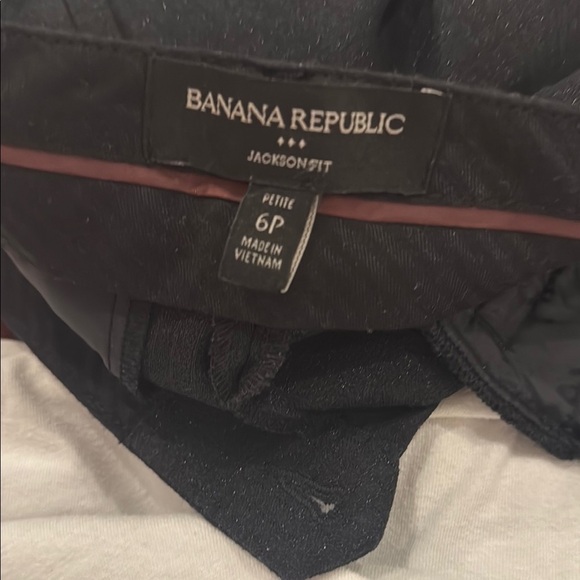 BANANA REPUBLIC
JACKSON FIT
PETITE
6P
MADE IN
VIETNAM